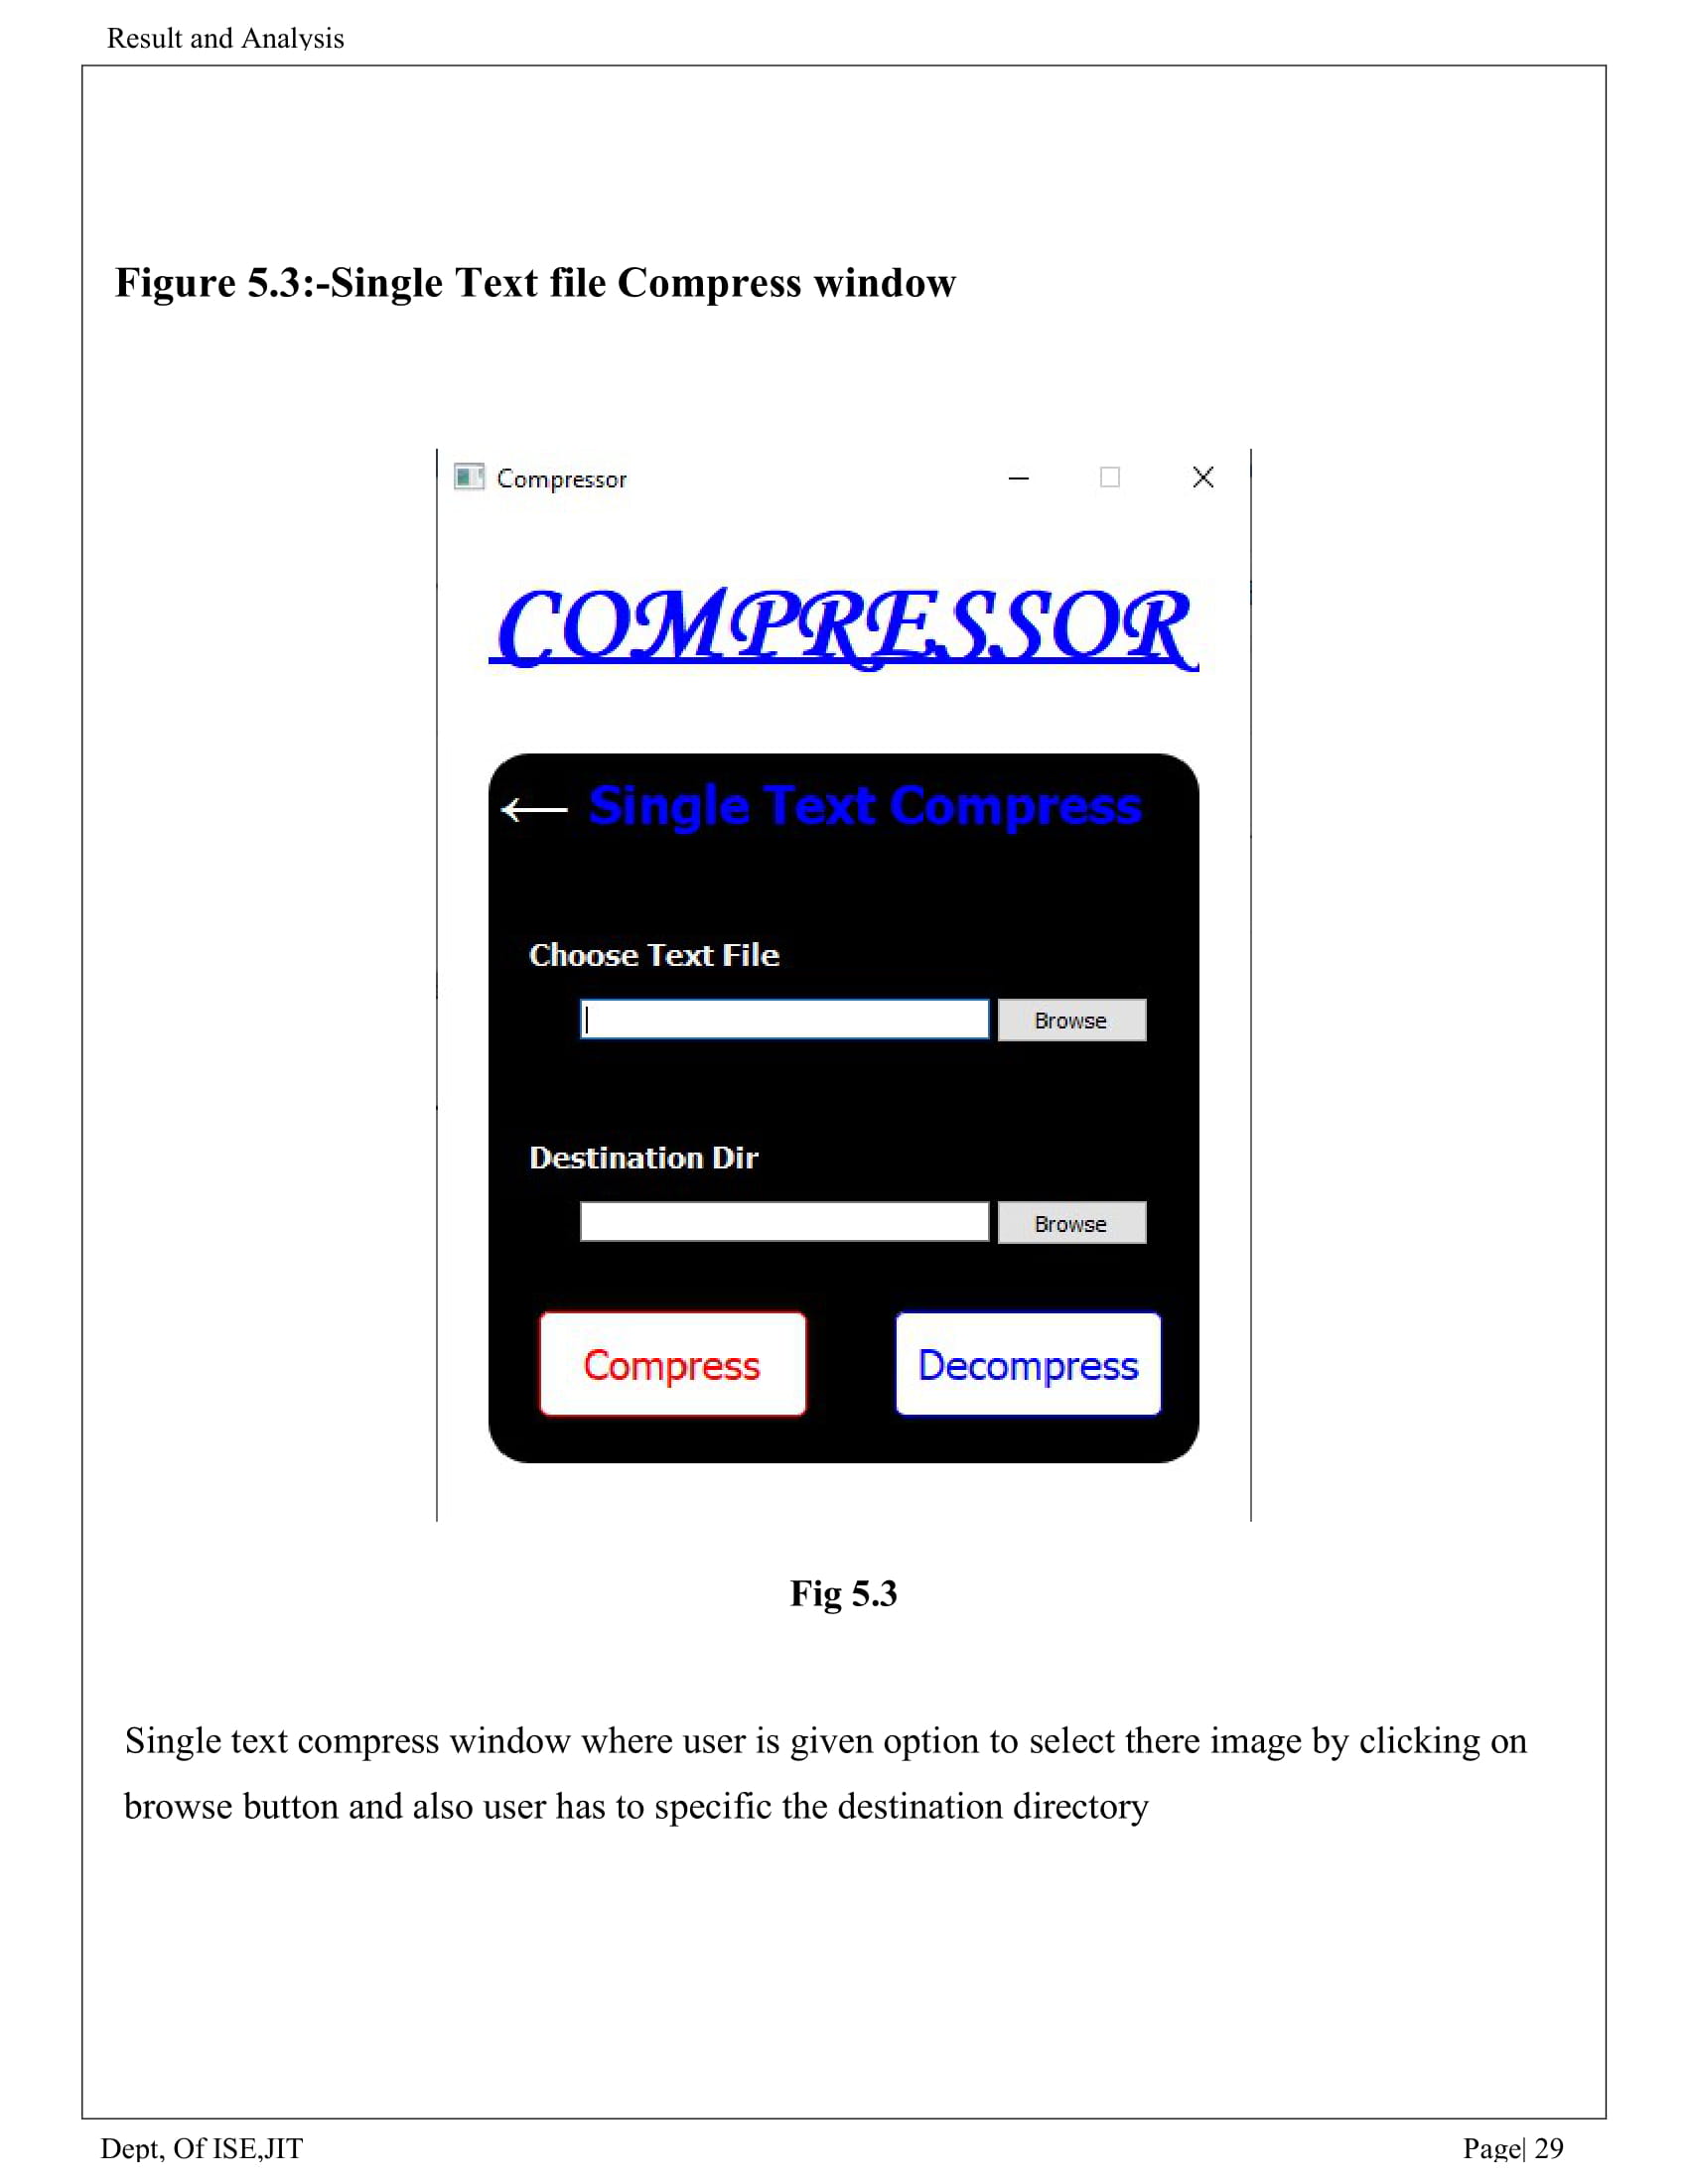 Result and Analysis
Figure 5.3:-Single Text file Compress window
Compressor
COMPRESSOR
← Single Text Compress
Choose Text File
Browse
Destination Dir
Browse
Compress Decompress
Fig 5.3
Single text compress window where user is given option to select there image by clicking on
browse button and also user has to specific the destination directory
Dept, Of ISE,JIT Page| 29